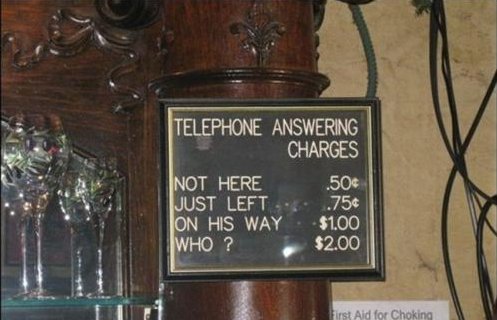 TELEPHONE ANSWERING
CHARGES
NOT HERE .50¢
JUST LEFT .75¢
ON HIS WAY $1.00
WHO ? $2.00
First Aid for Choking